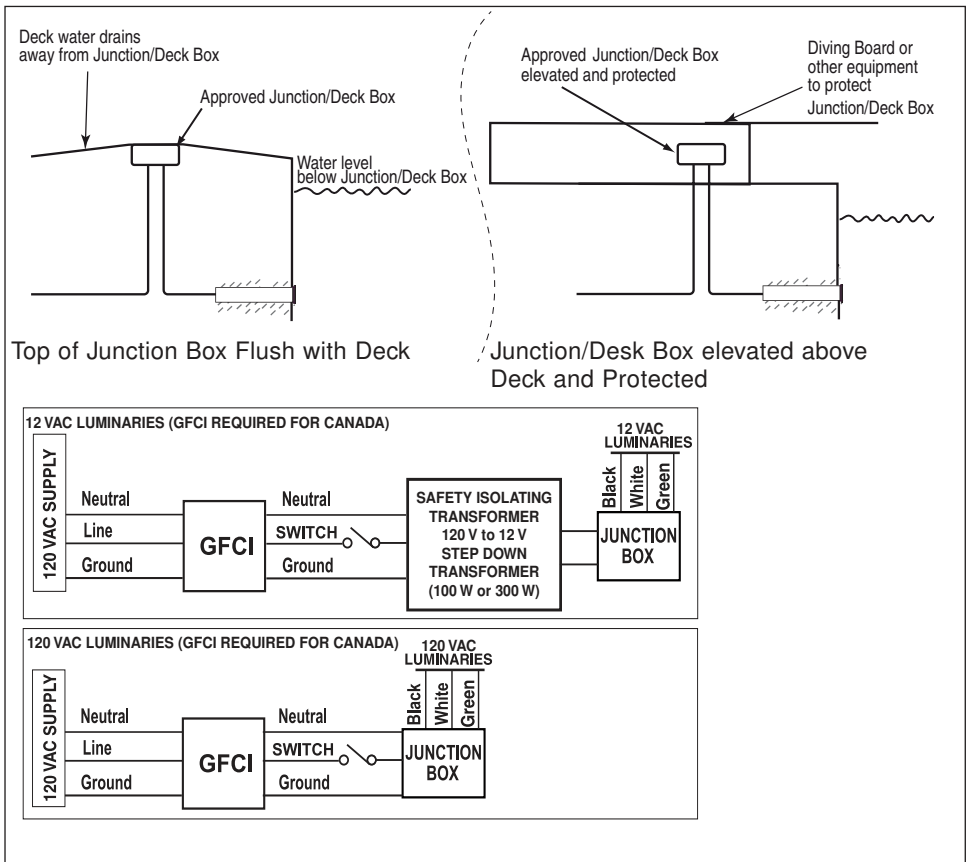 Deck water drains
away from Junction/Deck Box
Approved Junction/Deck Box
Water level
below Junction/Deck Box
Top of Junction Box Flush with Deck
Approved Junction/Deck Box
elevated and protected
Diving Board or
other equipment
to protect
Junction/Deck Box
Junction/Desk Box elevated above
Deck and Protected
12 VAC LUMINARIES (GFCI REQUIRED FOR CANADA)
120 VAC SUPPLY
Neutral
Line
Ground
GFCI
Neutral
SWITCH
Ground
SAFETY ISOLATING
TRANSFORMER
120 V to 12 V
STEP DOWN
TRANSFORMER
(100 W or 300 W)
12 VAC
LUMINARIES
Black
White
Green
JUNCTION
BOX
120 VAC LUMINARIES (GFCI REQUIRED FOR CANADA)
120 VAC SUPPLY
Neutral
Line
Ground
GFCI
Neutral
SWITCH
Ground
120 VAC
LUMINARIES
Black
White
Green
JUNCTION
BOX